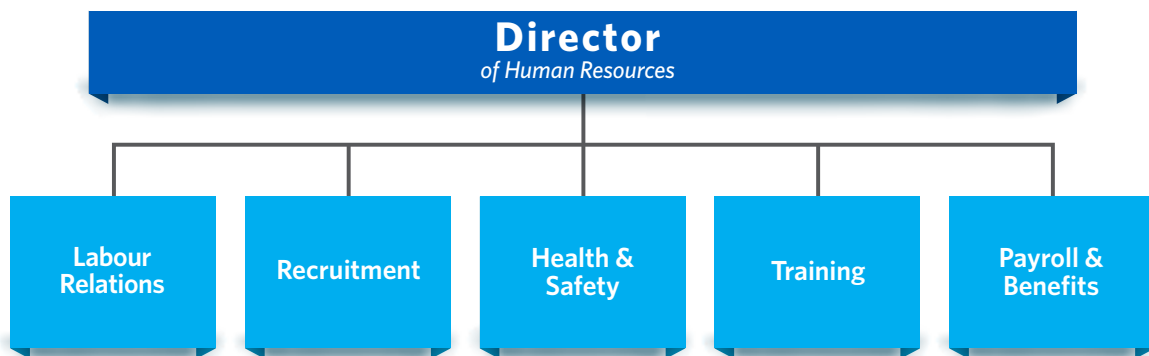 Director
of Human Resources
Labour
Relations
Recruitment
Health &
Safety
Training
Payroll &
Benefits